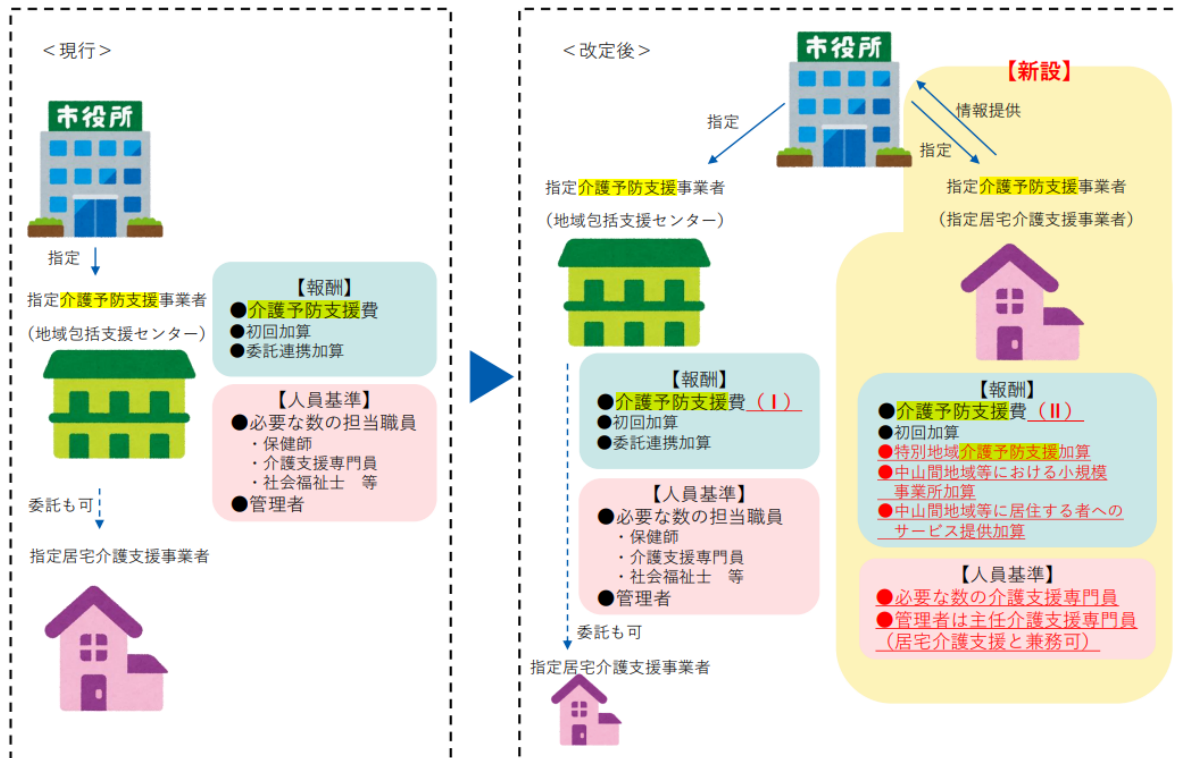 <現行>
市役所
指定
指定介護予防支援事業者
(地域包括支援センター)
【報酬】
●介護予防支援費
●初回加算
●委託連携加算
【人員基準】
●必要な数の担当職員
・保健師
・介護支援専門員
・社会福祉士 等
●管理者
委託も可
指定居宅介護支援事業者
<改定後>
市役所
指定
指定介護予防支援事業者
(地域包括支援センター)
【報酬】
●介護予防支援費(Ⅰ)
●初回加算
●委託連携加算
【人員基準】
●必要な数の担当職員
・保健師
・介護支援専門員
・社会福祉士 等
●管理者
委託も可
指定居宅介護支援事業者
【新設】
情報提供
指定
指定介護予防支援事業者
(指定居宅介護支援事業者)
【報酬】
●介護予防支援費(Ⅱ)
●初回加算
●特別地域介護予防支援加算
●中山間地域等における小規模
事業所加算
●中山間地域等に居住する者への
サービス提供加算
【人員基準】
●必要な数の介護支援専門員
●管理者は主任介護支援専門員
(居宅介護支援と兼務可)